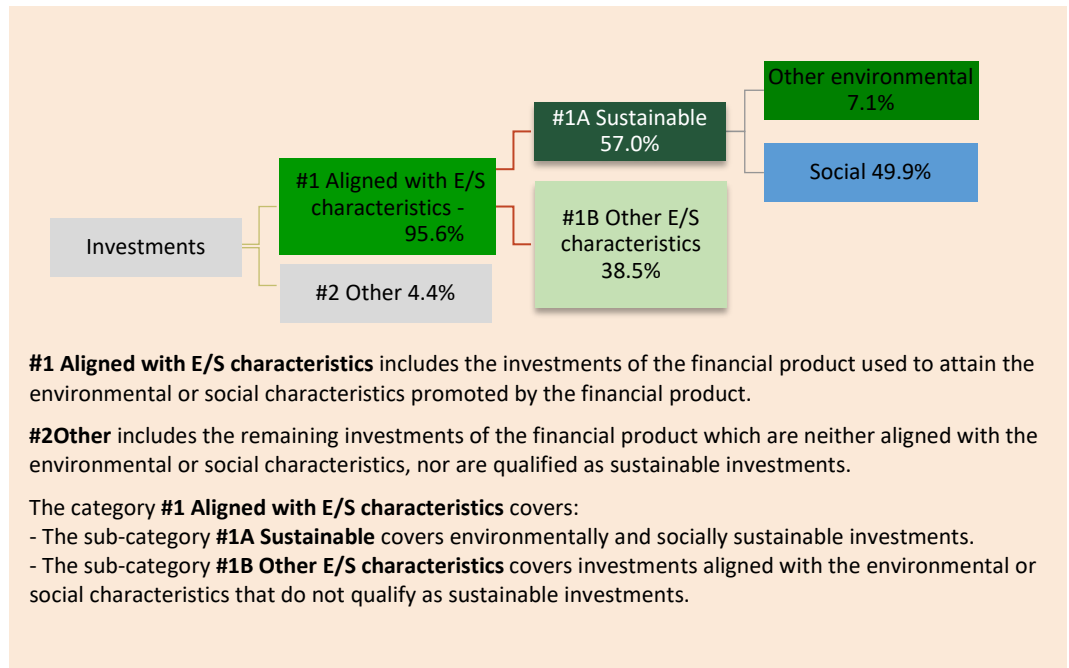 Other environmental
7.1%
#1A Sustainable
57.0%
Social 49.9%
#1 Aligned with E/S
characteristics -
95.6%
#1B Other E/S
characteristics
38.5%
Investments
#2 Other 4.4%
#1 Aligned with E/S characteristics includes the investments of the financial product used to attain the
environmental or social characteristics promoted by the financial product.
#2Other includes the remaining investments of the financial product which are neither aligned with the
environmental or social characteristics, nor are qualified as sustainable investments.
The category #1 Aligned with E/S characteristics covers:
- The sub-category #1A Sustainable covers environmentally and socially sustainable investments.
- The sub-category #1B Other E/S characteristics covers investments aligned with the environmental or
social characteristics that do not qualify as sustainable investments.